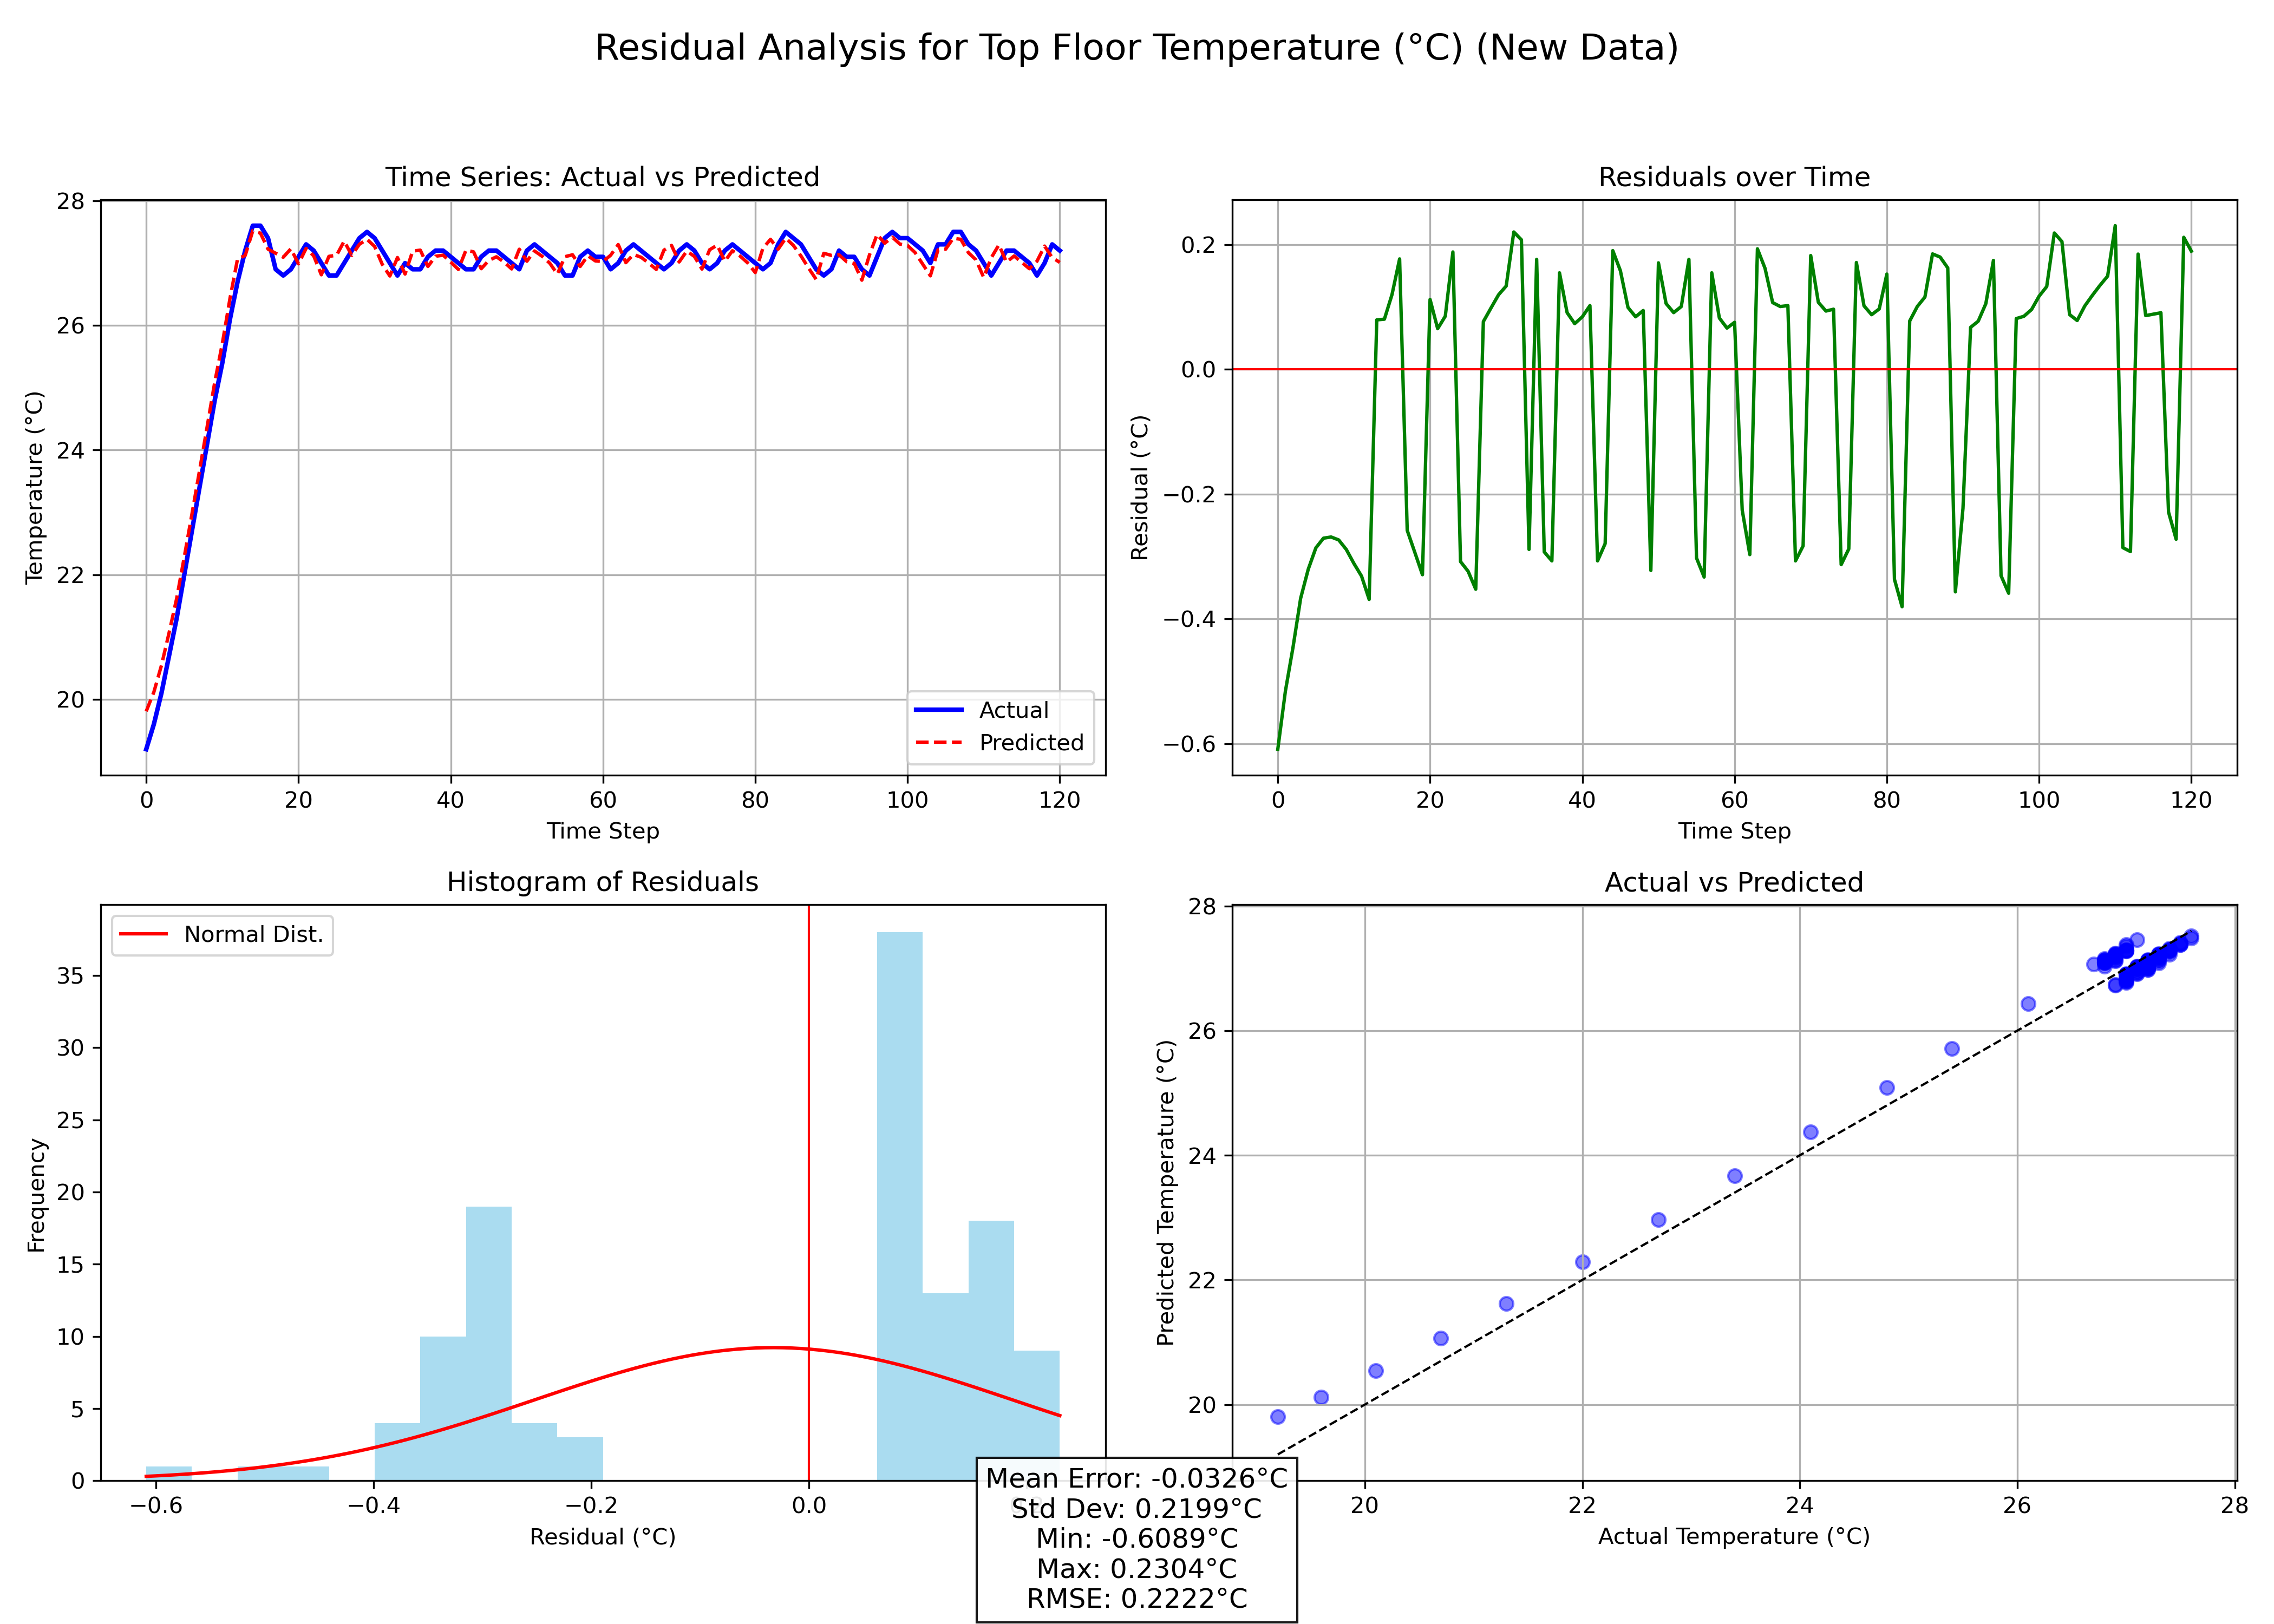 Residual Analysis for Top Floor Temperature (°C) (New Data)
Time Series: Actual vs Predicted
Temperature (°C)
28
26
24
22
20
0 20 40 60 80 100 120
Time Step
Actual
Predicted
Residuals over Time
Residual (°C)
0.2
0.0
−0.2
−0.4
−0.6
0 20 40 60 80 100 120
Time Step
Histogram of Residuals
Frequency
Normal Dist.
35
30
25
20
15
10
5
0
−0.6 −0.4 −0.2 0.0
Residual (°C)
Actual vs Predicted
Predicted Temperature (°C)
28
26
24
22
20
20 22 24 26 28
Actual Temperature (°C)
Mean Error: -0.0326°C
Std Dev: 0.2199°C
Min: -0.6089°C
Max: 0.2304°C
RMSE: 0.2222°C